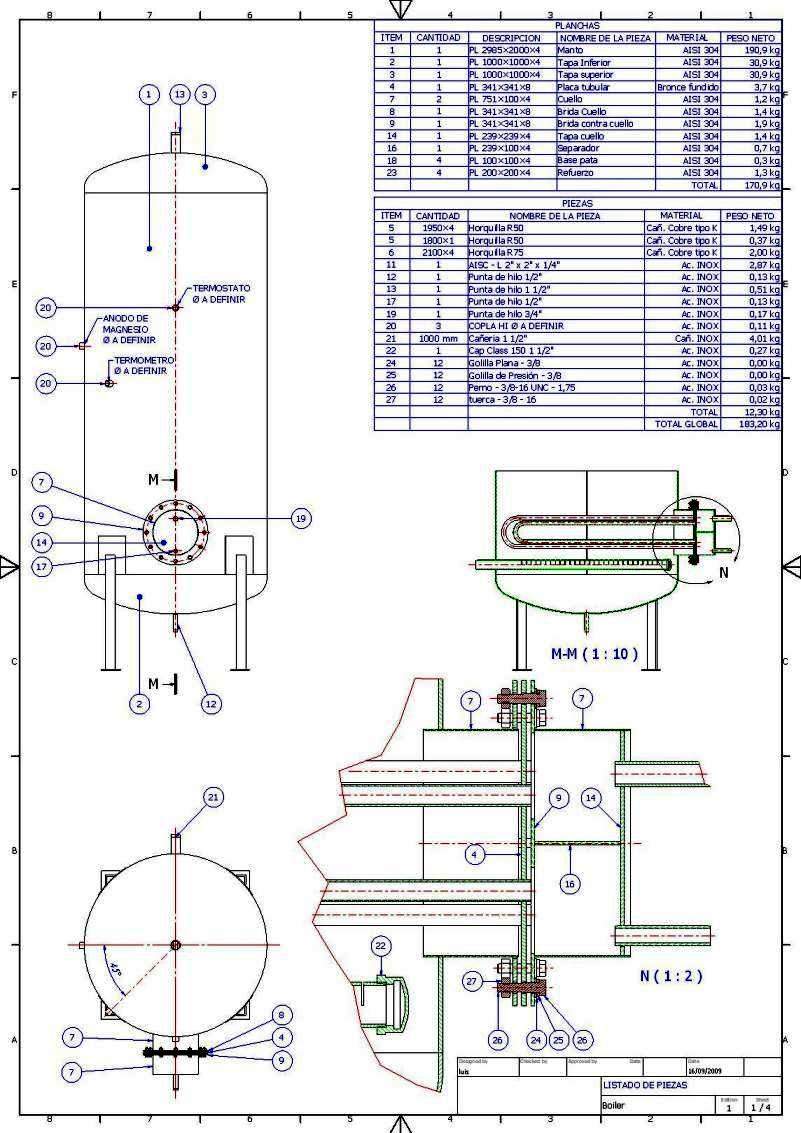 8 7 6 5 4 3 2 1
PLANCHAS
ITEM CANTIDAD DESCRIPCION NOMBRE DE LA PIEZA MATERIAL PESO NETO
1 1 PL 2985×2000×4 Manto AISI 304 190,9 kg
2 1 PL 1000×1000×4 Tapa Inferior AISI 304 30,9 kg
3 1 PL 1000×1000×4 Tapa superior AISI 304 30,9 kg
4 1 PL 341×341×8 Placa tubular Bronce fundido 3,7 kg
7 2 PL 751×100×4 Cuello AISI 304 1,2 kg
8 1 PL 341×341×8 Brida Cuello AISI 304 1,4 kg
9 1 PL 341×341×8 Brida contra cuello AISI 304 1,9 kg
14 1 PL 239×239×4 Tapa cuello AISI 304 1,4 kg
16 1 PL 239×100×4 Separador AISI 304 0,7 kg
18 4 PL 100×100×4 Base pata AISI 304 0,3 kg
23 4 PL 200×200×4 Refuerzo AISI 304 1,3 kg
TOTAL 170,9 kg
PIEZAS
ITEM CANTIDAD NOMBRE DE LA PIEZA MATERIAL PESO NETO
5 1950×4 Horquilla R50 Cañ. Cobre tipo K 1,49 kg
5 1800×1 Horquilla R50 Cañ. Cobre tipo K 0,37 kg
6 2100×4 Horquilla R75 Cañ. Cobre tipo K 2,00 kg
11 1 AISC - L 2" x 2" x 1/4" Ac. INOX 2,87 kg
12 1 Punta de hilo 1/2" Ac. INOX 0,13 kg
13 1 Punta de hilo 1 1/2" Ac. INOX 0,51 kg
17 1 Punta de hilo 1/2" Ac. INOX 0,13 kg
19 1 Punta de hilo 3/4" Ac. INOX 0,17 kg
20 3 COPLA HI Ø A DEFINIR Ac. INOX 0,11 kg
21 1000 mm Cañeria 1 1/2" Cañ. INOX 4,01 kg
22 1 Cap Class 150 1 1/2" Ac. INOX 0,27 kg
24 12 Golilla Plana - 3/8 Ac. INOX 0,00 kg
25 12 Golilla de Presión - 3/8 Ac. INOX 0,00 kg
26 12 Perno - 3/8-16 UNC - 1,75 Ac. INOX 0,03 kg
27 12 tuerca - 3/8 - 16 Ac. INOX 0,02 kg
TOTAL 12,30 kg
TOTAL GLOBAL 183,20 kg
F F
1 13 3
E E
20
TERMOSTATO
Ø A DEFINIR
20
ANODO DE
MAGNESIO
Ø A DEFINIR
20
TERMOMETRO
Ø A DEFINIR
D D
M
7
9
19
14
17
N
C C
M-M ( 1 : 10 )
M
2 12
7 7
21
9 14
B B
4
16
22
45°
N ( 1 : 2 )
27
8
7 4
A A
9
7
26 24 25 26
Designed by Checked by Approved by Date Date
luis 16/09/2009
LISTADO DE PIEZAS
Boiler
Edition Sheet
1 1 / 4
8 7 6 5 4 3 2 1